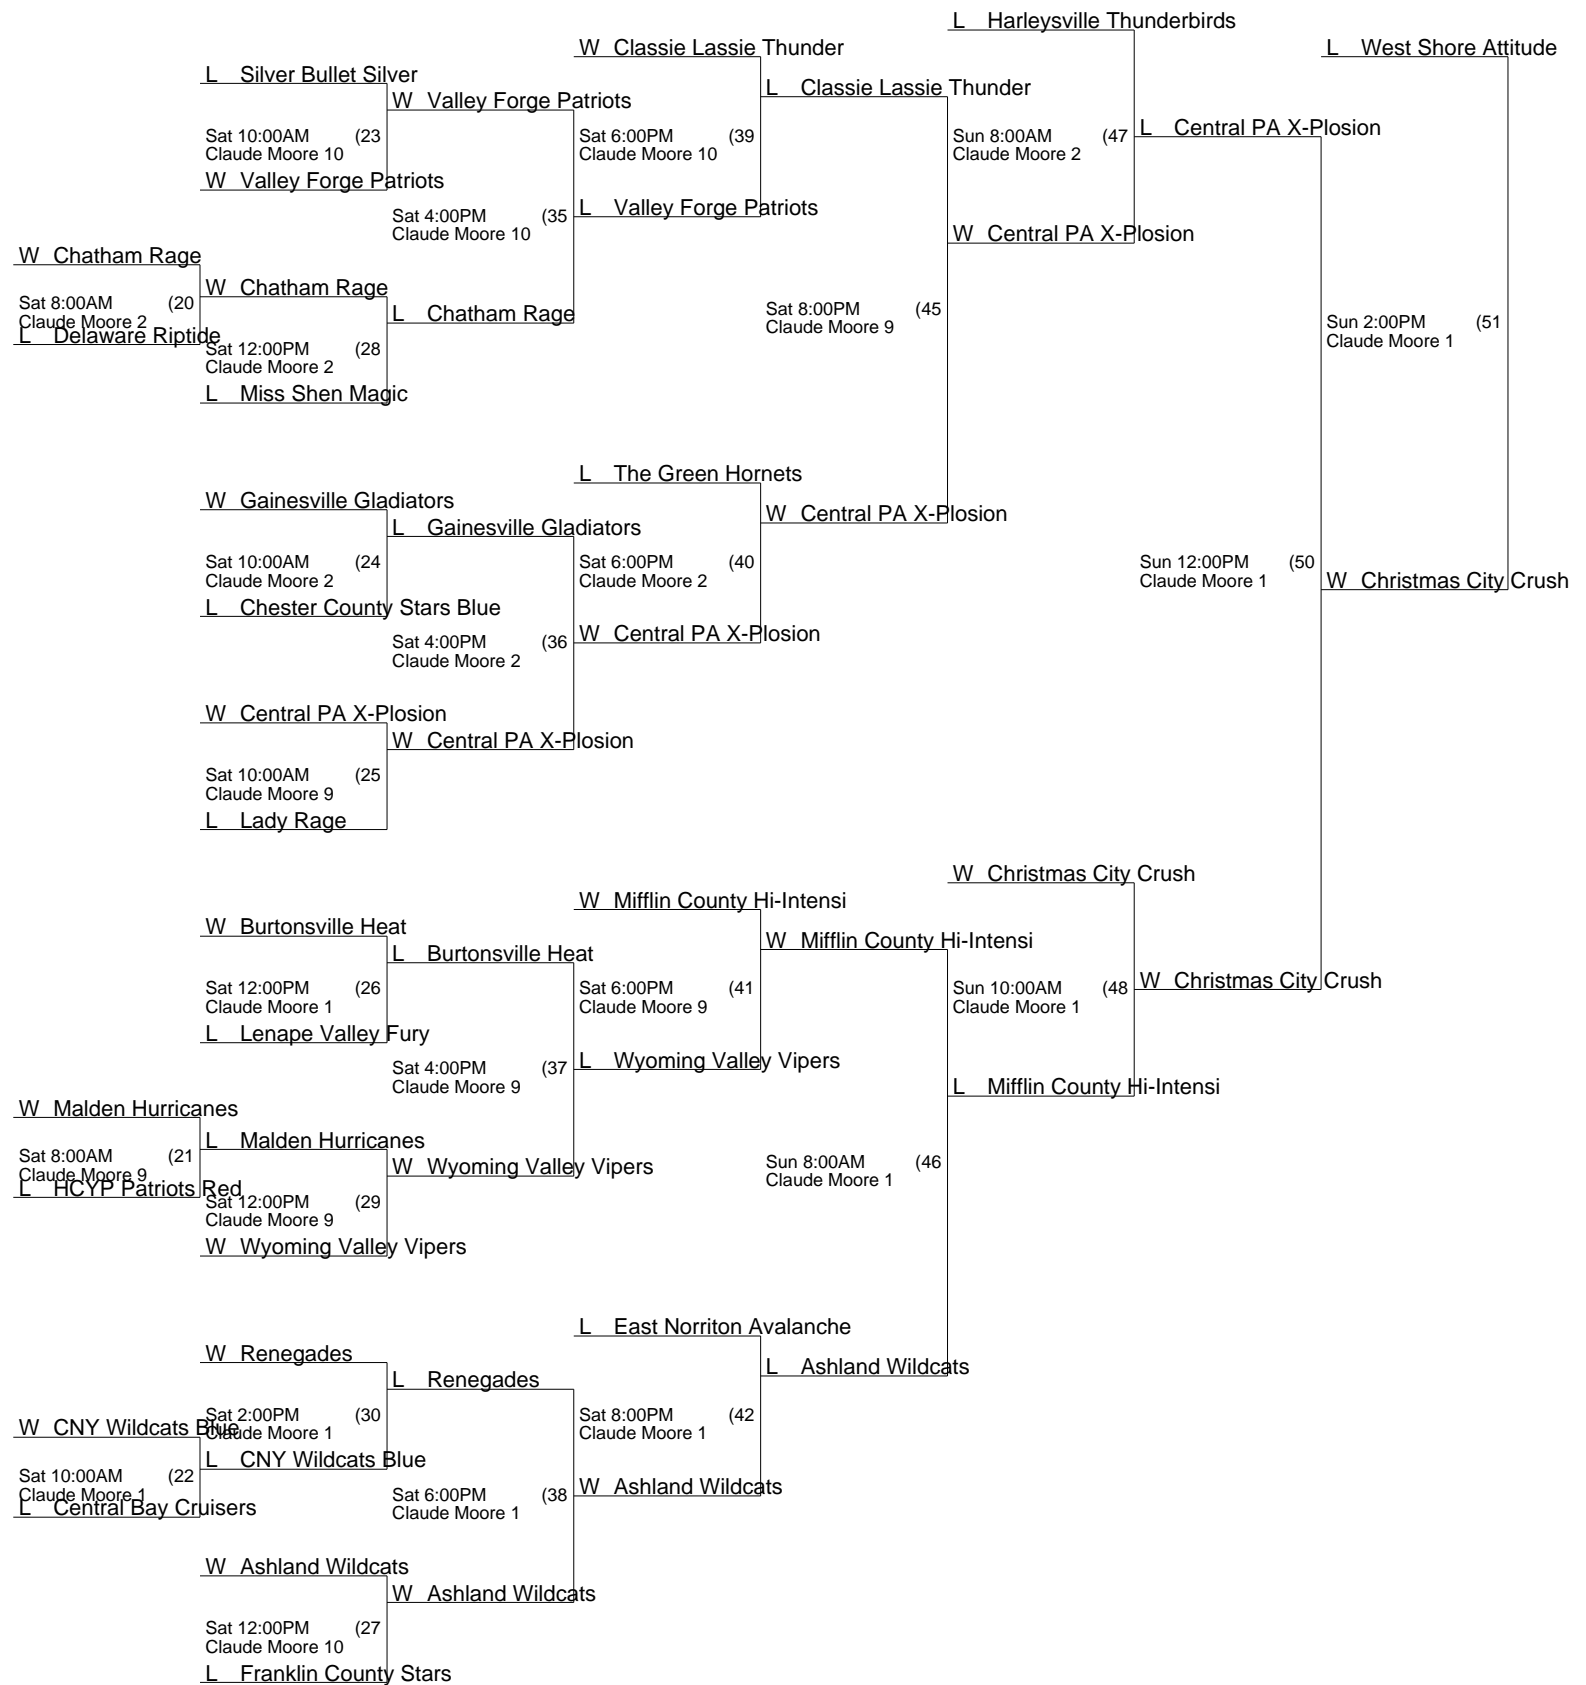 L Harleysville Thunderbirds
W Classie Lassie Thunder
L West Shore Attitude
L Silver Bullet Silver
L Classie Lassie Thunder
W Valley Forge Patriots
Sat 10:00AM (23
Claude Moore 10
Sat 6:00PM (39
Claude Moore 10
Sun 8:00AM (47
Claude Moore 2
L Central PA X-Plosion
W Valley Forge Patriots
Sat 4:00PM (35
Claude Moore 10
L Valley Forge Patriots
W Central PA X-Plosion
W Chatham Rage
Sat 8:00AM (20
Claude Moore 2
L Delaware Riptide
W Chatham Rage
L Chatham Rage
Sat 8:00PM (45
Claude Moore 9
Sun 2:00PM (51
Claude Moore 1
Sat 12:00PM (28
Claude Moore 2
L Miss Shen Magic
L The Green Hornets
W Gainesville Gladiators
W Central PA X-Plosion
L Gainesville Gladiators
Sat 10:00AM (24
Claude Moore 2
Sat 6:00PM (40
Claude Moore 2
Sun 12:00PM (50
Claude Moore 1
W Christmas City Crush
L Chester County Stars Blue
Sat 4:00PM (36
Claude Moore 2
W Central PA X-Plosion
W Central PA X-Plosion
W Central PA X-Plosion
Sat 10:00AM (25
Claude Moore 9
L Lady Rage
W Christmas City Crush
W Mifflin County Hi-Intensi
W Burtonsville Heat
W Mifflin County Hi-Intensi
L Burtonsville Heat
Sat 12:00PM (26
Claude Moore 1
Sat 6:00PM (41
Claude Moore 9
Sun 10:00AM (48
Claude Moore 1
W Christmas City Crush
L Lenape Valley Fury
Sat 4:00PM (37
Claude Moore 9
L Wyoming Valley Vipers
L Mifflin County Hi-Intensi
W Malden Hurricanes
Sat 8:00AM (21
Claude Moore 9
L HCYP Patriots Red
L Malden Hurricanes
W Wyoming Valley Vipers
Sun 8:00AM (46
Claude Moore 1
Sat 12:00PM (29
Claude Moore 9
W Wyoming Valley Vipers
L East Norriton Avalanche
W Renegades
L Ashland Wildcats
L Renegades
Sat 2:00PM (30
Claude Moore 1
Sat 8:00PM (42
Claude Moore 1
W CNY Wildcats Blue
Sat 10:00AM (22
Claude Moore 1
L Central Bay Cruisers
L CNY Wildcats Blue
Sat 6:00PM (38
Claude Moore 1
W Ashland Wildcats
W Ashland Wildcats
W Ashland Wildcats
Sat 12:00PM (27
Claude Moore 10
L Franklin County Stars